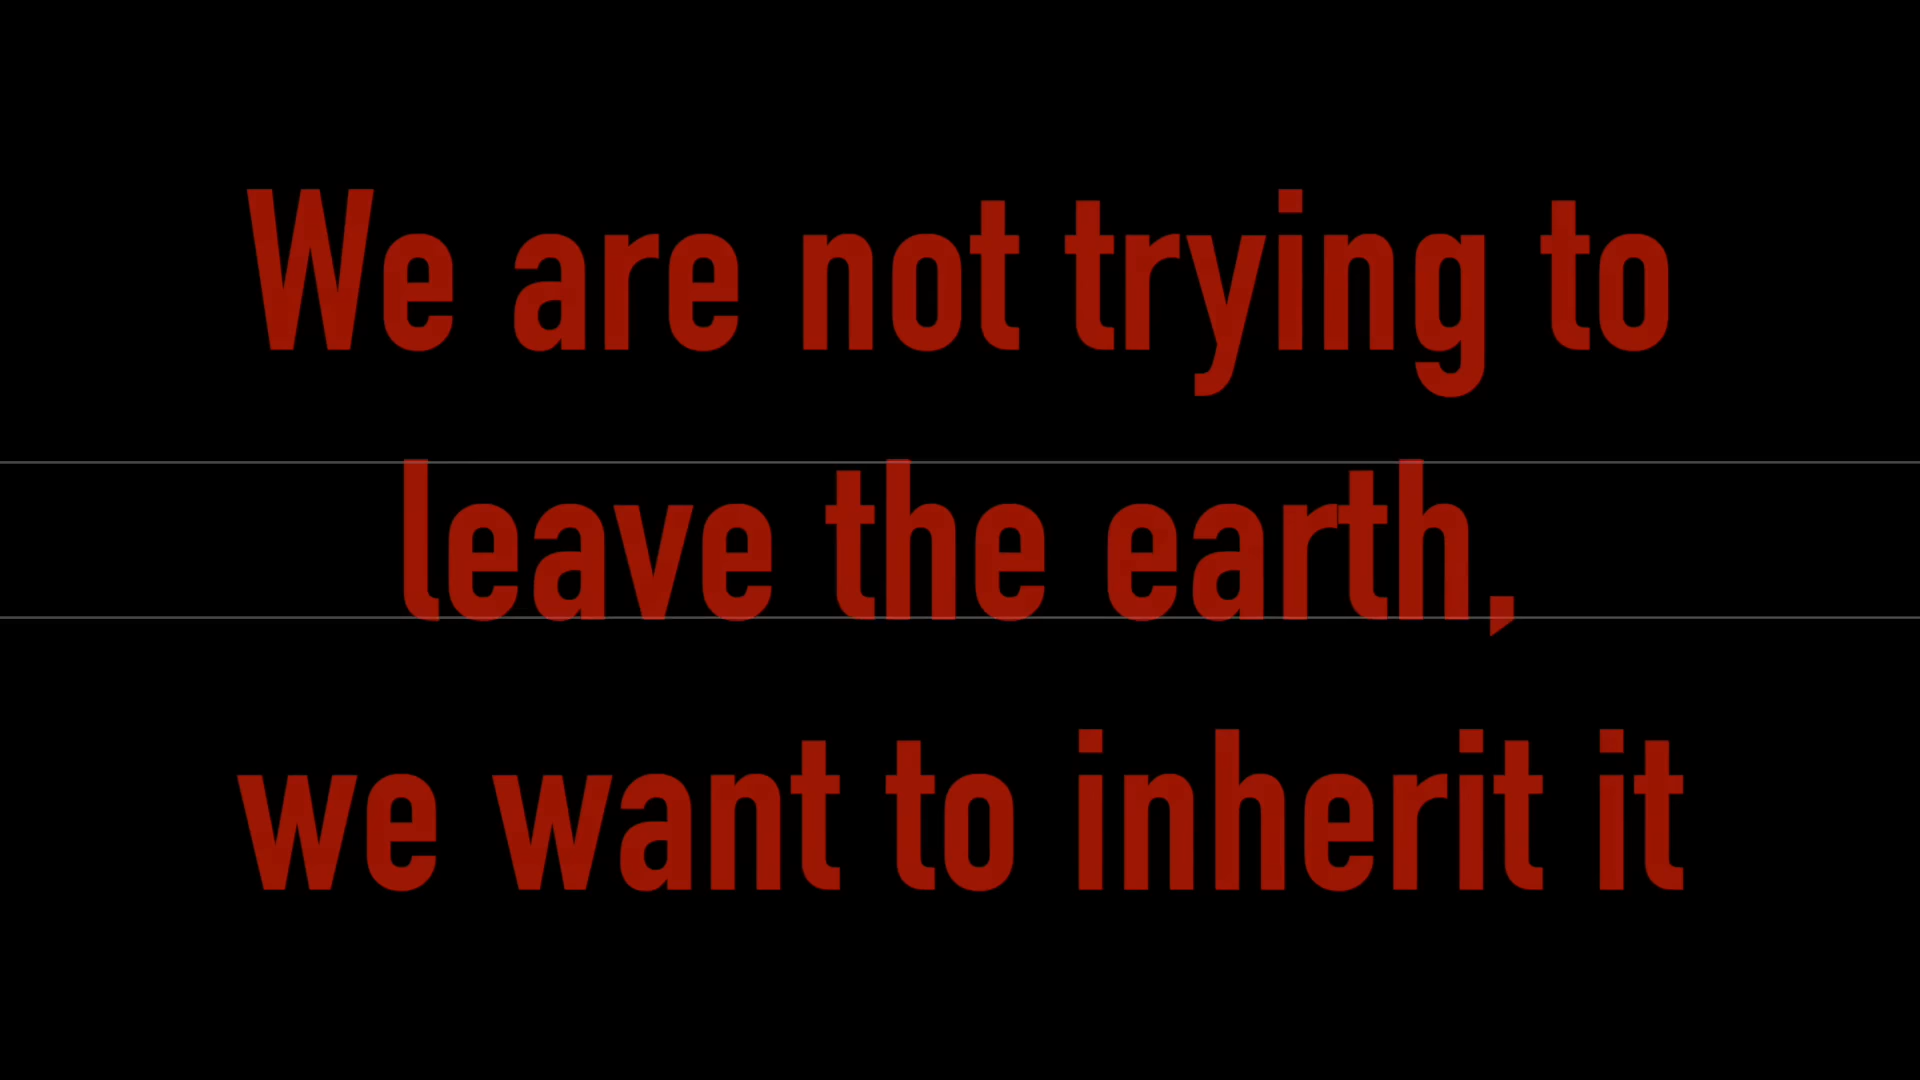 We are not trying to
leave the earth,
we want to inherit it